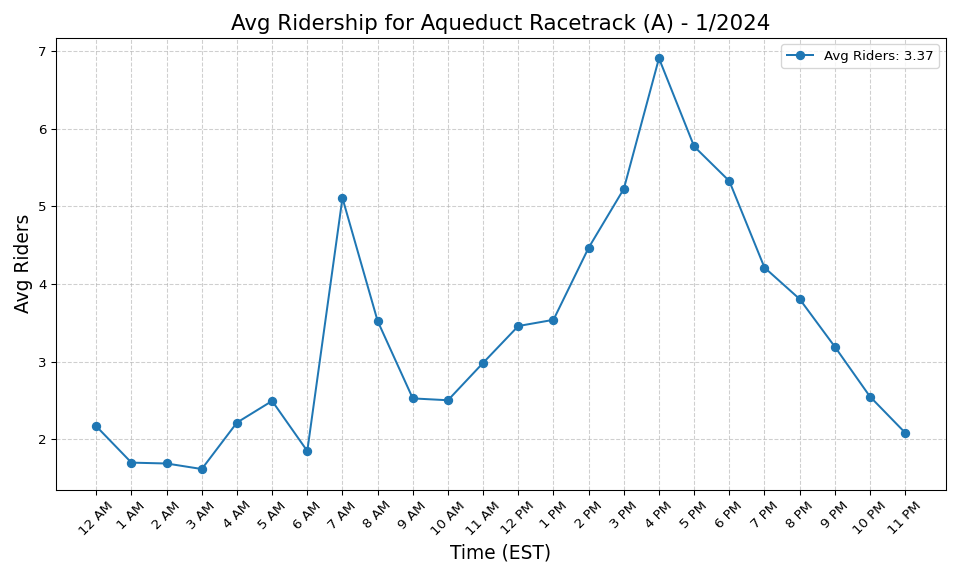 Avg Ridership for Aqueduct Racetrack (A) - 1/2024
Avg Riders: 3.37
Avg Riders
7
6
5
4
3
2
12 AM
1 AM
2 AM
3 AM
4 AM
5 AM
6 AM
7 AM
8 AM
9 AM
10 AM
11 AM
12 PM
1 PM
2 PM
3 PM
4 PM
5 PM
6 PM
7 PM
8 PM
9 PM
10 PM
11 PM
Time (EST)